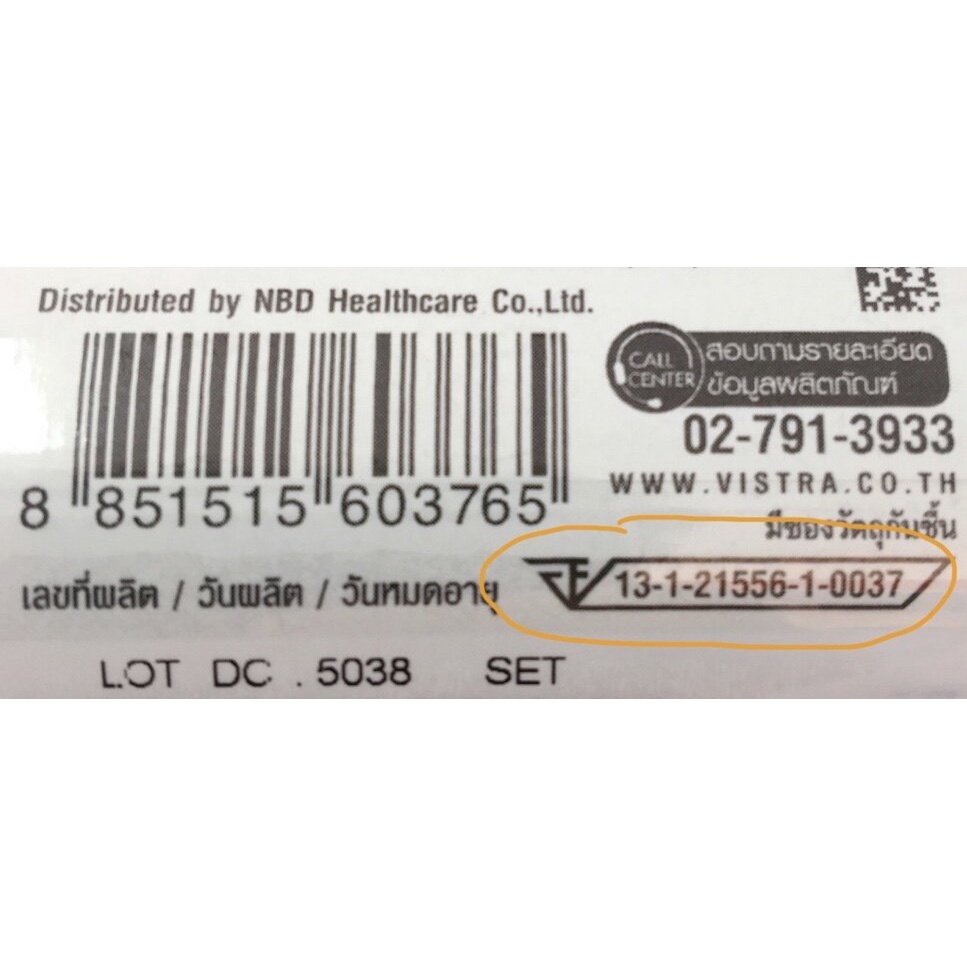 Distributed by NBD Healthcare Co.,Ltd.
CALL CENTER
สอบถามรายละเอียด
ข้อมูลผลิตภัณฑ์
02-791-3933
WWW.VISTRA.CO.TH
8 851515 603765
มีซองวัตถุกันชื้น
13-1-21556-1-0037
เลขที่ผลิต / วันผลิต / วันหมดอายุ
LOT DC . 5038 SET